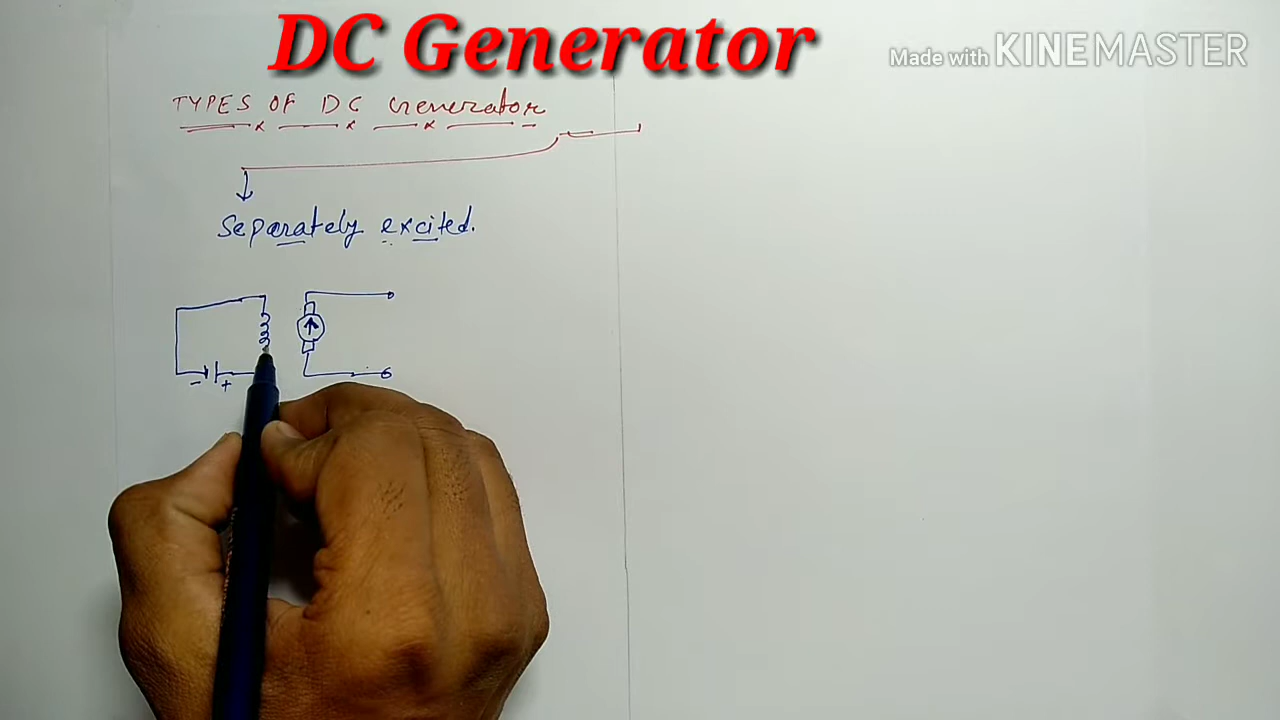 DC Generator
Made with KINEMASTER
TYPES OF DC Generator
Separately excited.
- +